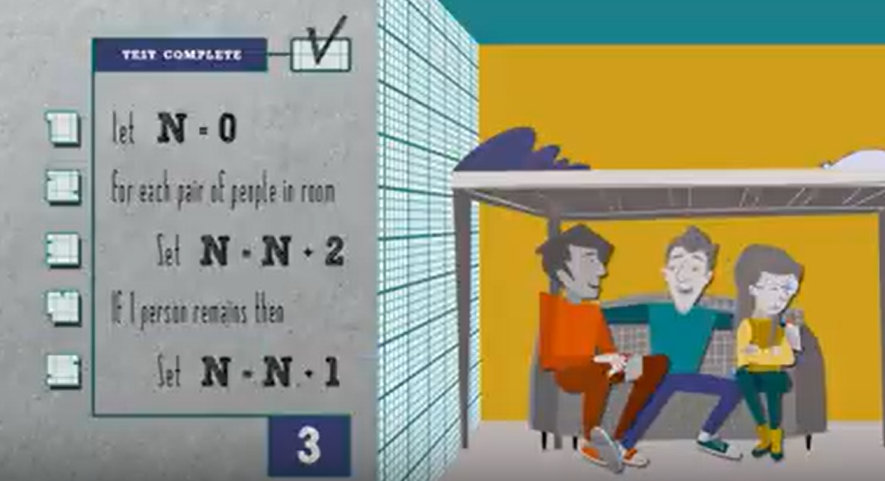 TEST COMPLETE
let N = 0
For each pair of people in room
Set N = N + 2
If 1 person remains then
Set N = N + 1
3